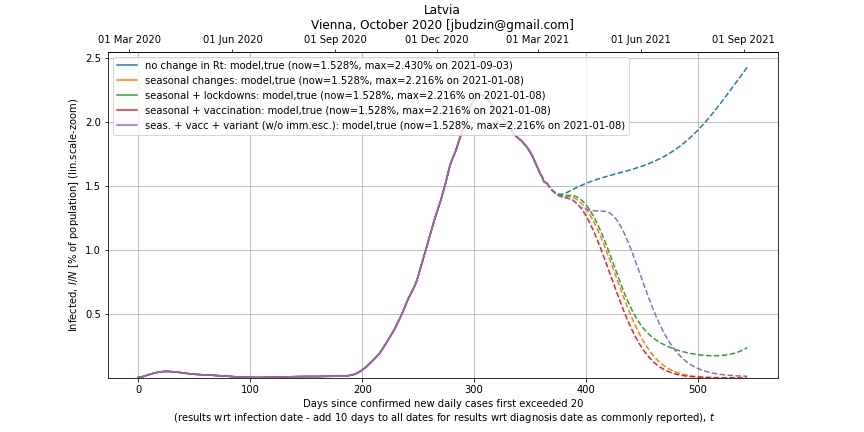 Latvia
Vienna, October 2020 [jbudzin@gmail.com]
01 Mar 2020 01 Jun 2020 01 Sep 2020 01 Dec 2020 01 Mar 2021 01 Jun 2021 01 Sep 2021
no change in Rt: model,true (now=1.528%, max=2.430% on 2021-09-03)
seasonal changes: model,true (now=1.528%, max=2.216% on 2021-01-08)
seasonal + lockdowns: model,true (now=1.528%, max=2.216% on 2021-01-08)
seasonal + vaccination: model,true (now=1.528%, max=2.216% on 2021-01-08)
seas. + vacc + variant (w/o imm.esc.): model,true (now=1.528%, max=2.216% on 2021-01-08)
2.5
2.0
1.5
1.0
0.5
Infected, I/N [% of population] (lin.scale-zoom)
0 100 200 300 400 500
Days since confirmed new daily cases first exceeded 20
(results wrt infection date - add 10 days to all dates for results wrt diagnosis date as commonly reported), t